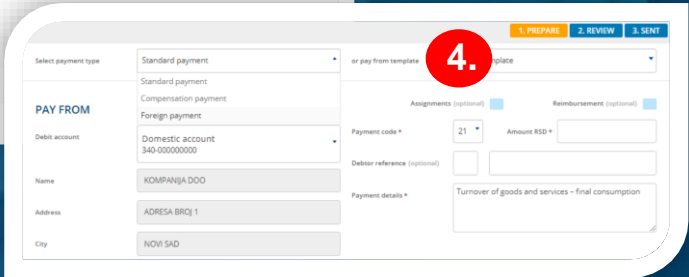 1. PREPARE 2. REVIEW 3. SENT
Select payment type Standard payment or pay from template 4. plate
Standard payment
Compensation payment
Foreign payment
PAY FROM
Assignments (optional) Reimbursement (optional)
Debit account Domestic account
340-000000000
Payment code * 21 Amount RSD *
Debtor reference (optional)
Name KOMPANIJA DOO
Payment details * Turnover of goods and services – final consumption
Address ADRESA BROJ 1
City NOVI SAD